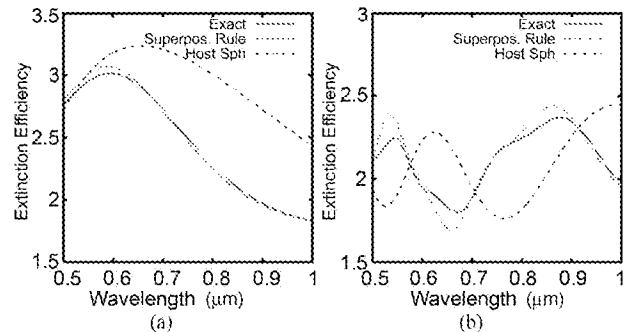 3.5
3
2.5
2
1.5
Extinction Efficiency
Exact
Superpos. Rule
Host Sph
0.5 0.6 0.7 0.8 0.9 1
Wavelength (μm)
(a)
3
2.5
2
1.5
Extinction Efficiency
Exact
Superpos. Rule
Host Sph
0.5 0.6 0.7 0.8 0.9 1
Wavelength (μm)
(b)